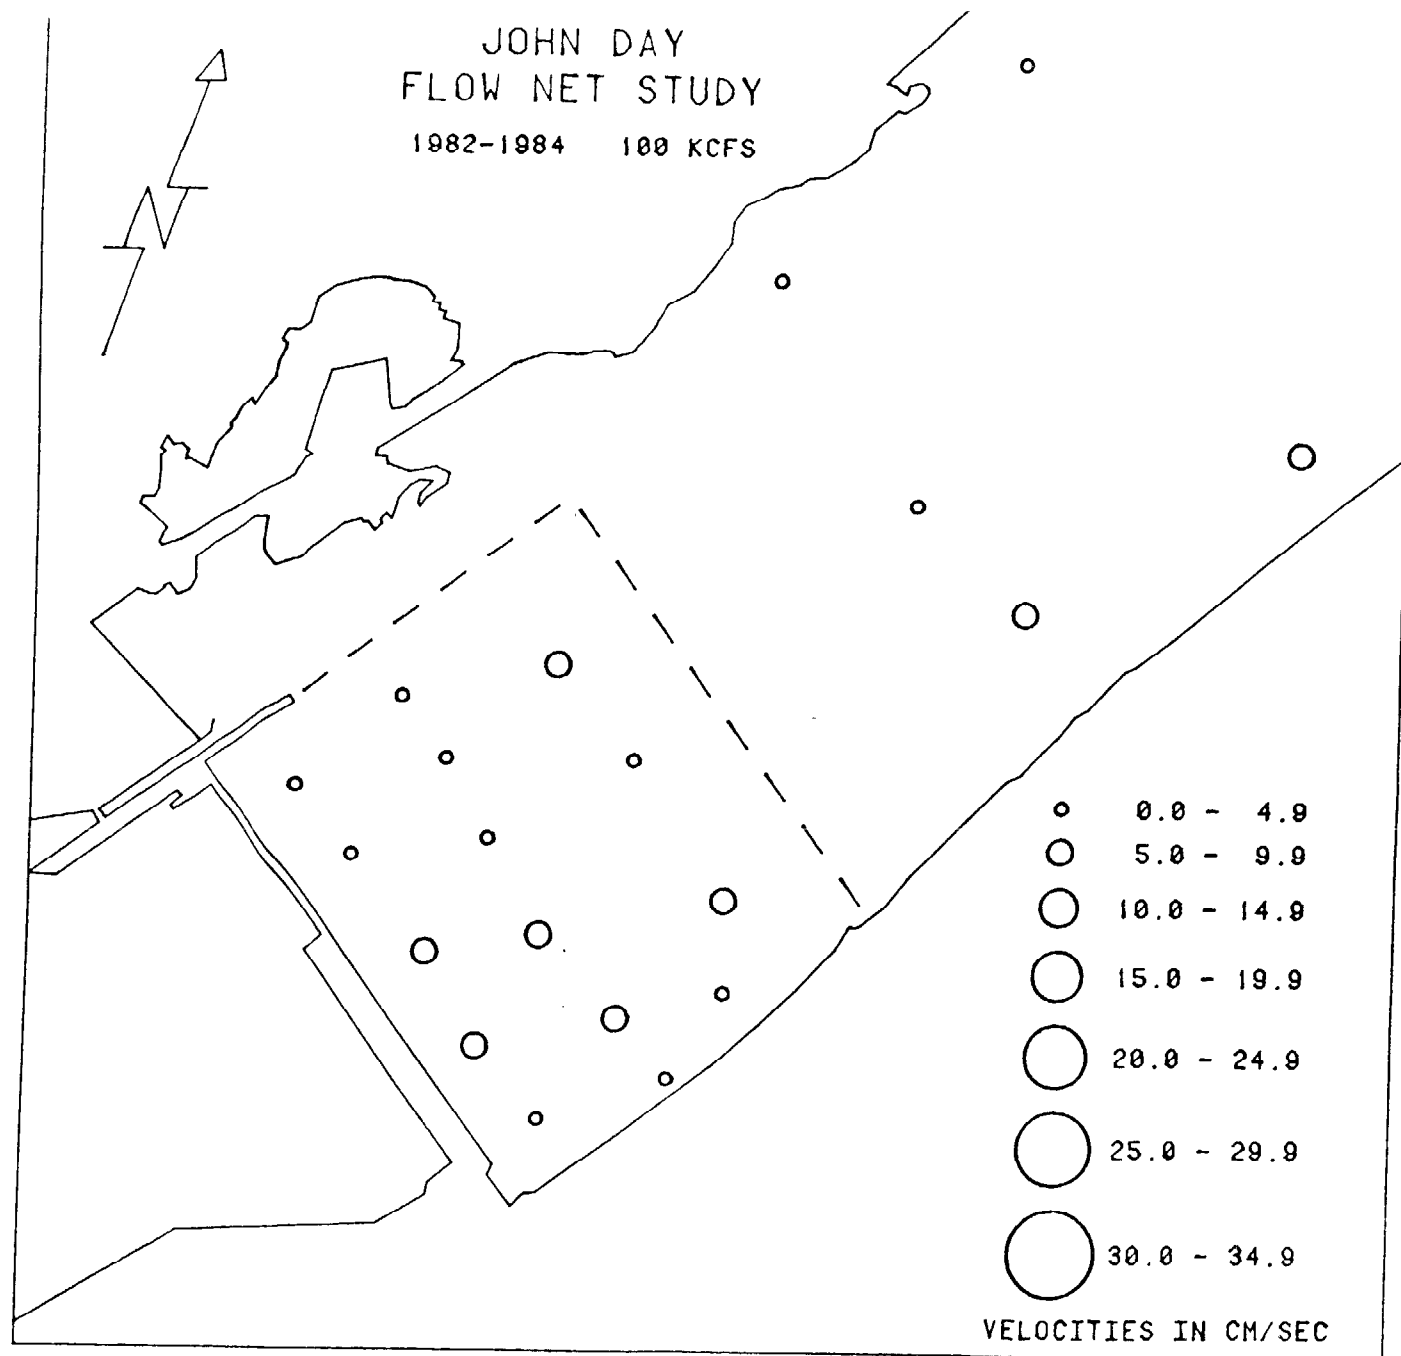 JOHN DAY
FLOW NET STUDY
1982-1984 100 KCFS
N
0.0 - 4.9
5.0 - 9.9
10.0 - 14.9
15.0 - 19.9
20.0 - 24.9
25.0 - 29.9
30.0 - 34.9
VELOCITIES IN CM/SEC